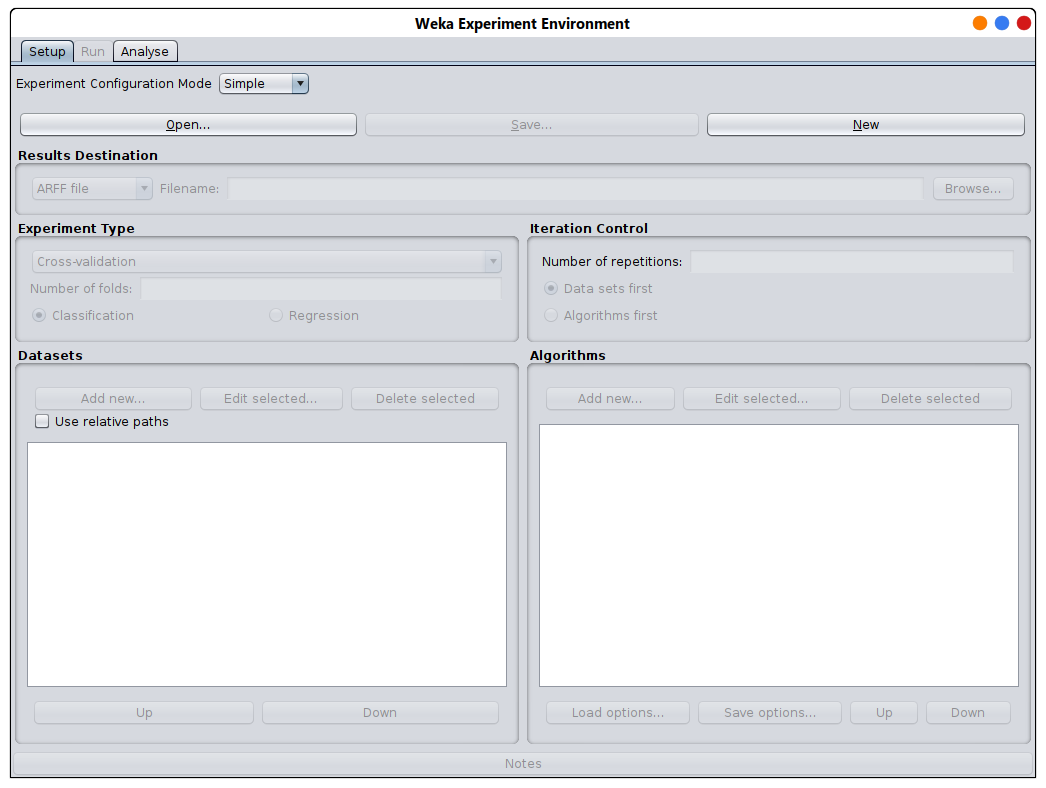 Weka Experiment Environment
Setup Run Analyse
Experiment Configuration Mode Simple
Open... Save... New
Results Destination
ARFF file Filename: Browse...
Experiment Type
Cross-validation
Number of folds:
Classification Regression
Iteration Control
Number of repetitions:
Data sets first
Algorithms first
Datasets
Add new... Edit selected... Delete selected
Use relative paths
Up Down
Algorithms
Add new... Edit selected... Delete selected
Load options... Save options... Up Down
Notes